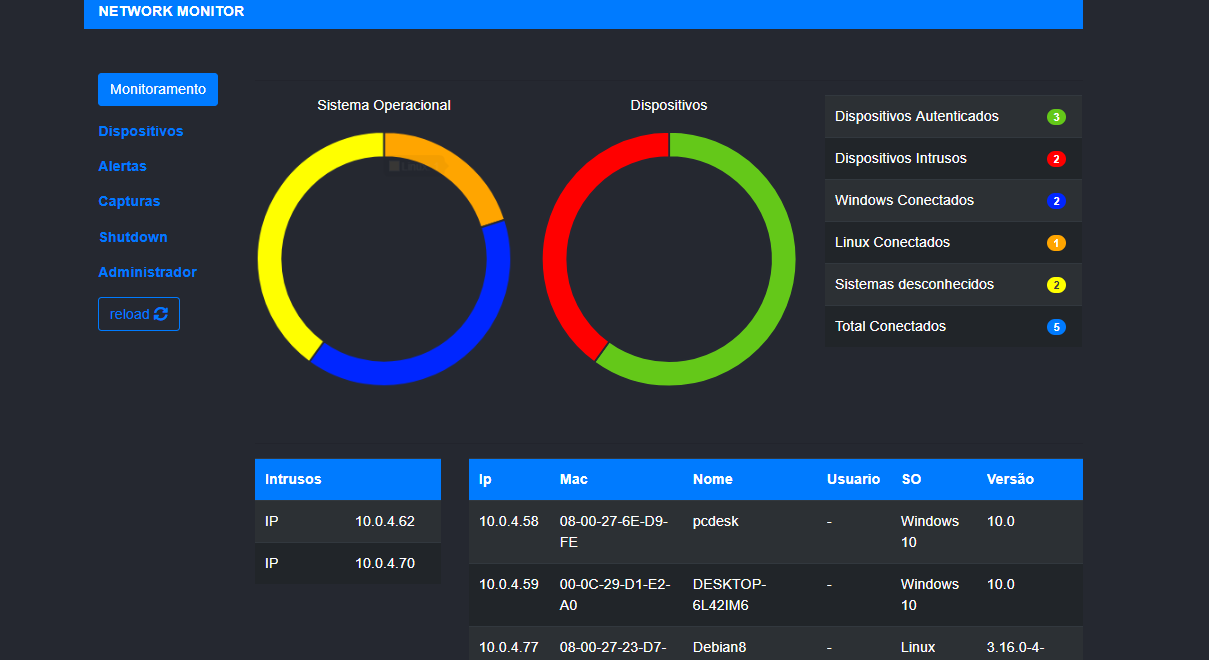 NETWORK MONITOR
Monitoramento
Dispositivos
Alertas
Capturas
Shutdown
Administrador
reload
Sistema Operacional
Dispositivos
Dispositivos Autenticados 3
Dispositivos Intrusos 2
Windows Conectados 2
Linux Conectados 1
Sistemas desconhecidos 2
Total Conectados 5
Intrusos
IP 10.0.4.62
IP 10.0.4.70
Ip Mac Nome Usuario SO Versão
10.0.4.58 08-00-27-6E-D9- pcdesk - Windows 10.0
FE 10
10.0.4.59 00-0C-29-D1-E2- DESKTOP- - Windows 10.0
A0 6L42IM6 10
10.0.4.77 08-00-27-23-D7- Debian8 - Linux 3.16.0-4-